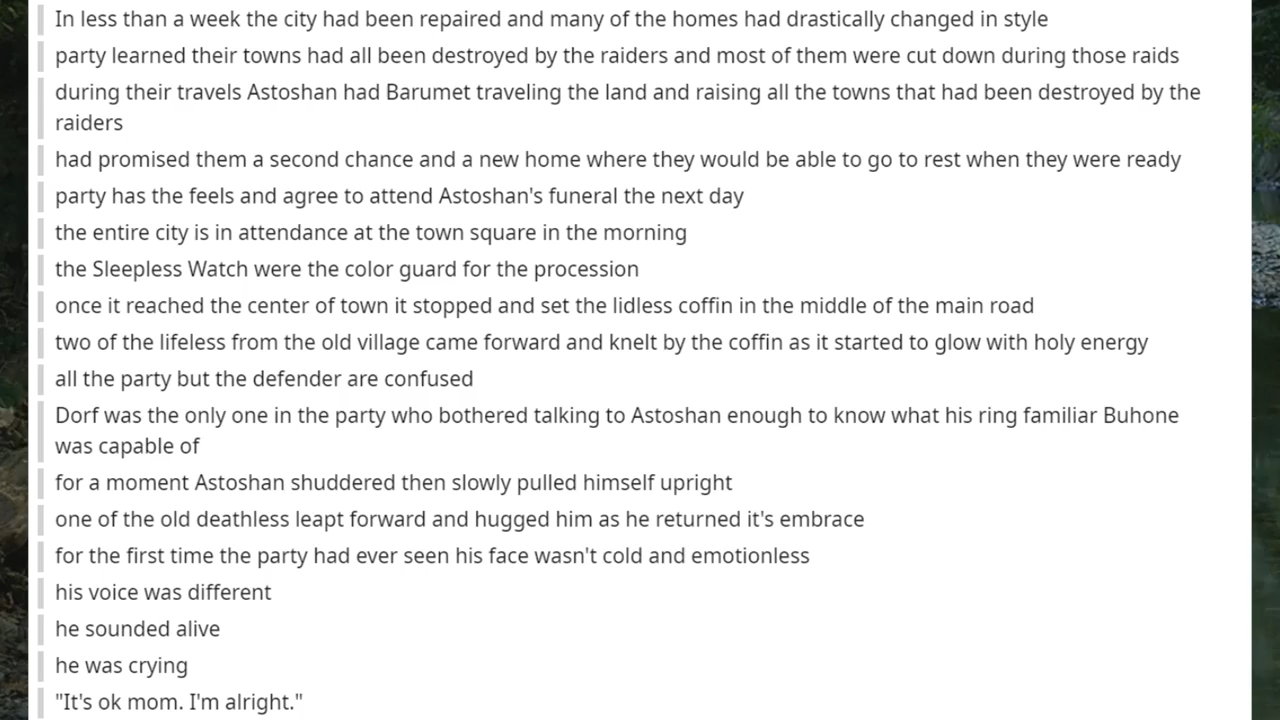 In less than a week the city had been repaired and many of the homes had drastically changed in style
party learned their towns had all been destroyed by the raiders and most of them were cut down during those raids
during their travels Astoshan had Barumet traveling the land and raising all the towns that had been destroyed by the
raiders
had promised them a second chance and a new home where they would be able to go to rest when they were ready
party has the feels and agree to attend Astoshan's funeral the next day
the entire city is in attendance at the town square in the morning
the Sleepless Watch were the color guard for the procession
once it reached the center of town it stopped and set the lidless coffin in the middle of the main road
two of the lifeless from the old village came forward and knelt by the coffin as it started to glow with holy energy
all the party but the defender are confused
Dorf was the only one in the party who bothered talking to Astoshan enough to know what his ring familiar Buhone
was capable of
for a moment Astoshan shuddered then slowly pulled himself upright
one of the old deathless leapt forward and hugged him as he returned it's embrace
for the first time the party had ever seen his face wasn't cold and emotionless
his voice was different
he sounded alive
he was crying
"It's ok mom. I'm alright."